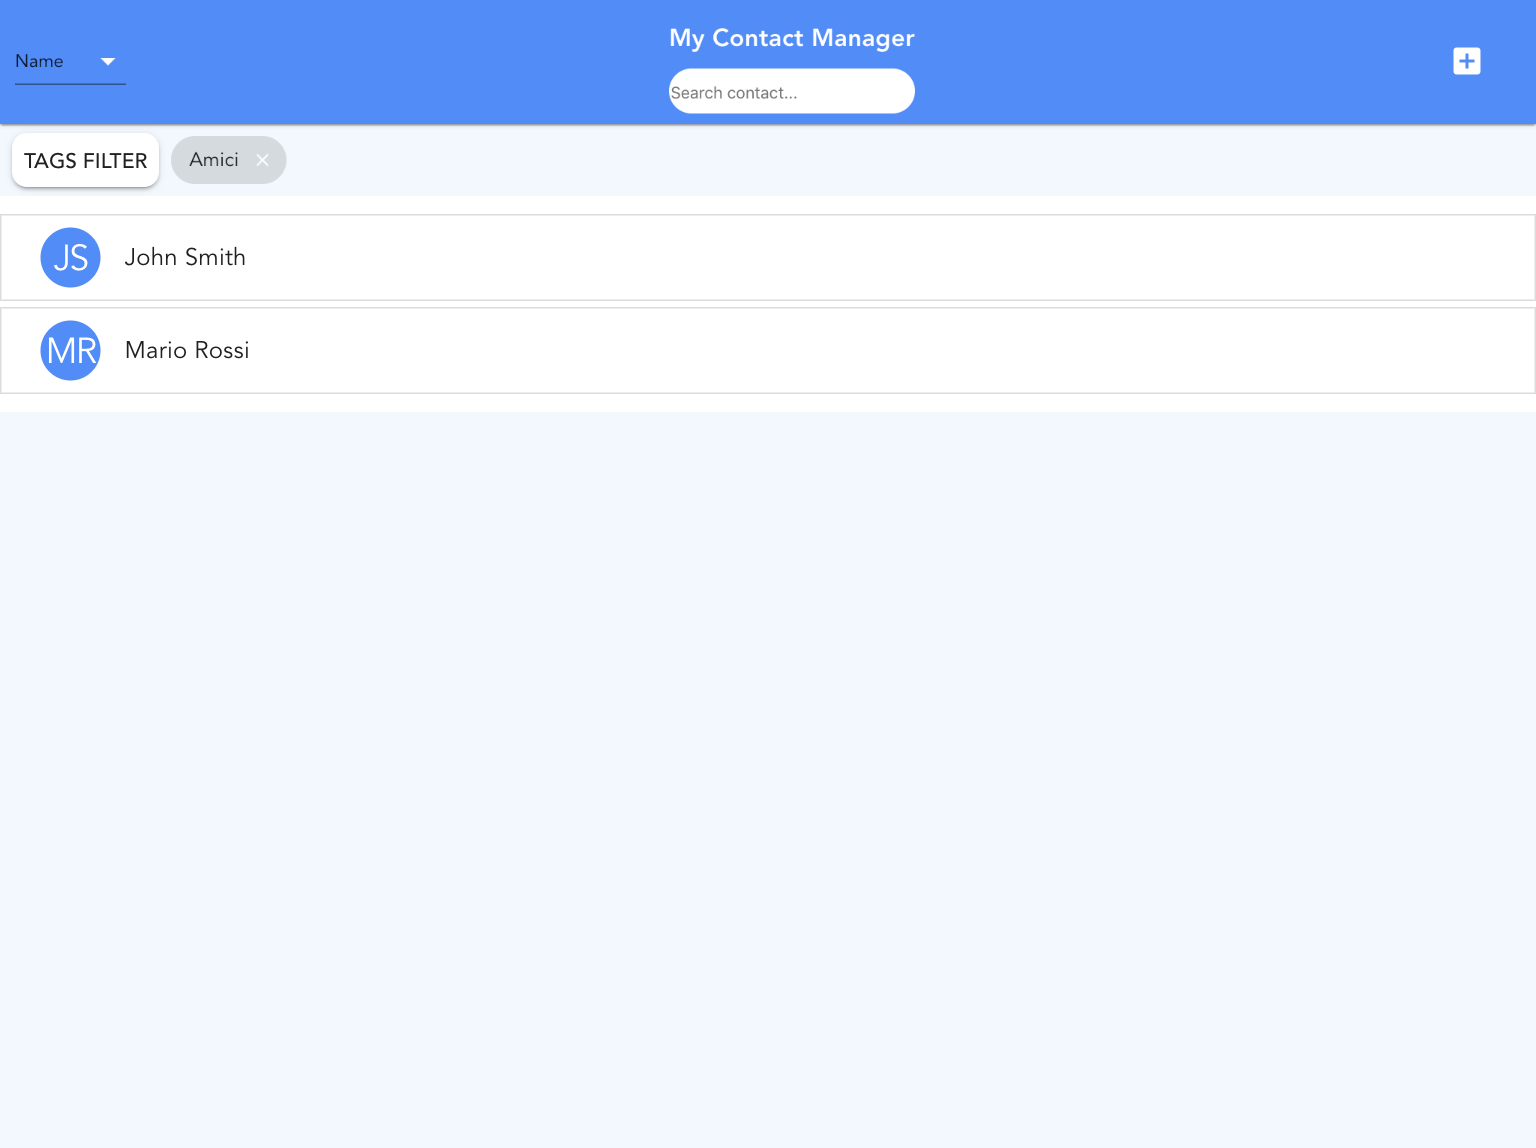 My Contact Manager
Name
Search contact...
TAGS FILTER
Amici
JS
John Smith
MR
Mario Rossi